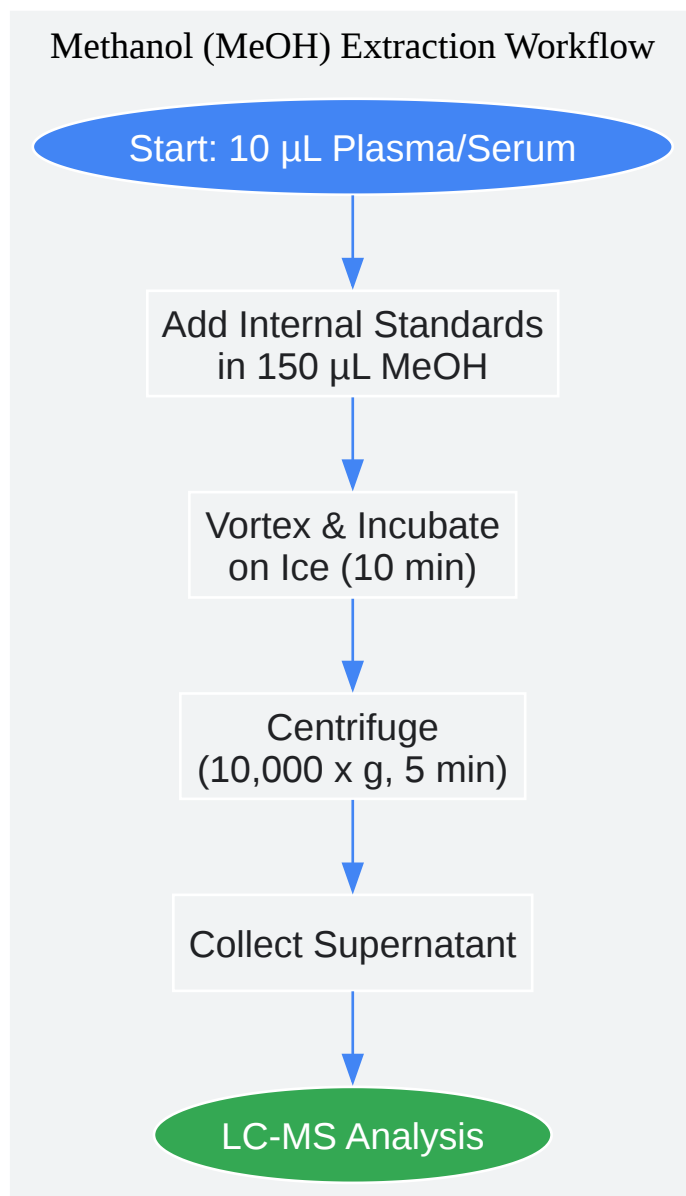 Methanol (MeOH) Extraction Workflow
Start: 10 µL Plasma/Serum
Add Internal Standards
in 150 µL MeOH
Vortex & Incubate
on Ice (10 min)
Centrifuge
(10,000 x g, 5 min)
Collect Supernatant
LC-MS Analysis